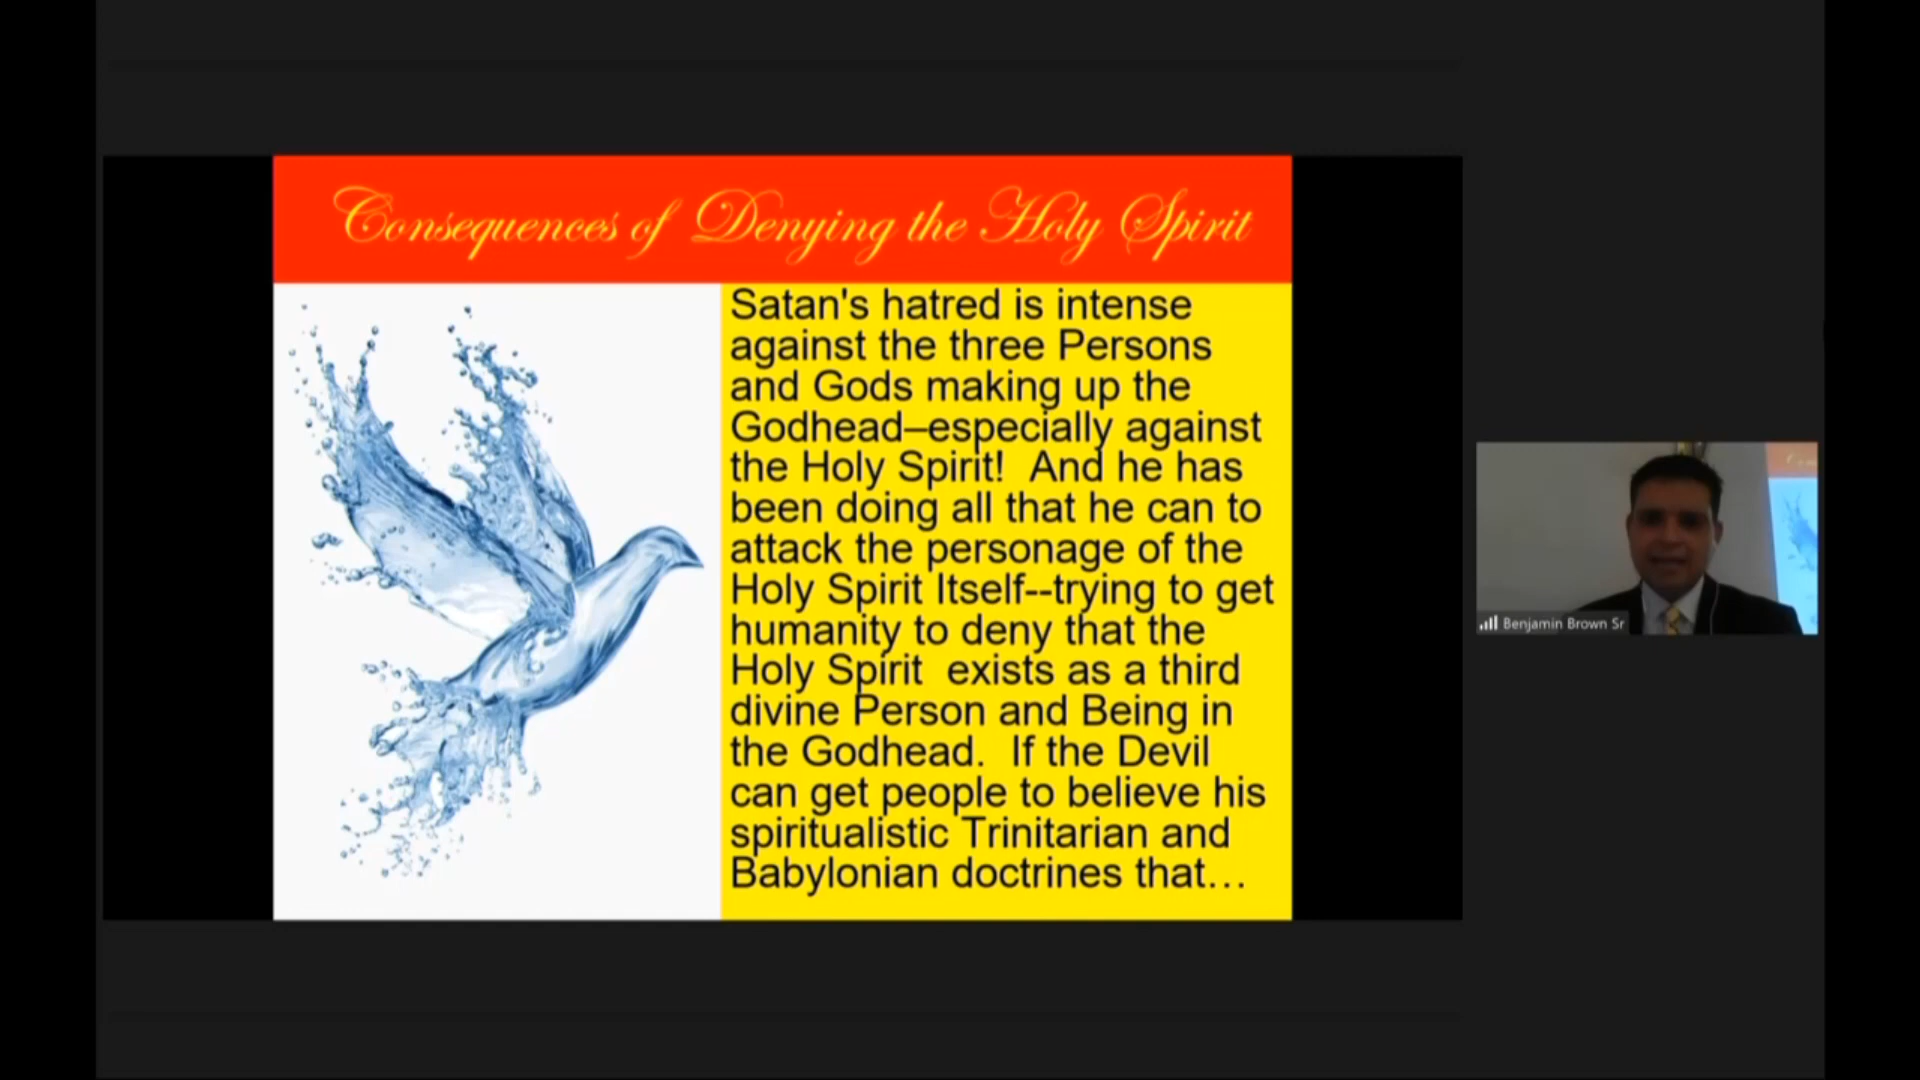 Consequences of Denying the Holy Spirit
Satan's hatred is intense
against the three Persons
and Gods making up the
Godhead–especially against
the Holy Spirit!  And he has
been doing all that he can to
attack the personage of the
Holy Spirit Itself--trying to get
humanity to deny that the
Holy Spirit  exists as a third
divine Person and Being in
the Godhead.  If the Devil
can get people to believe his
spiritualistic Trinitarian and
Babylonian doctrines that…
Benjamin Brown Sr